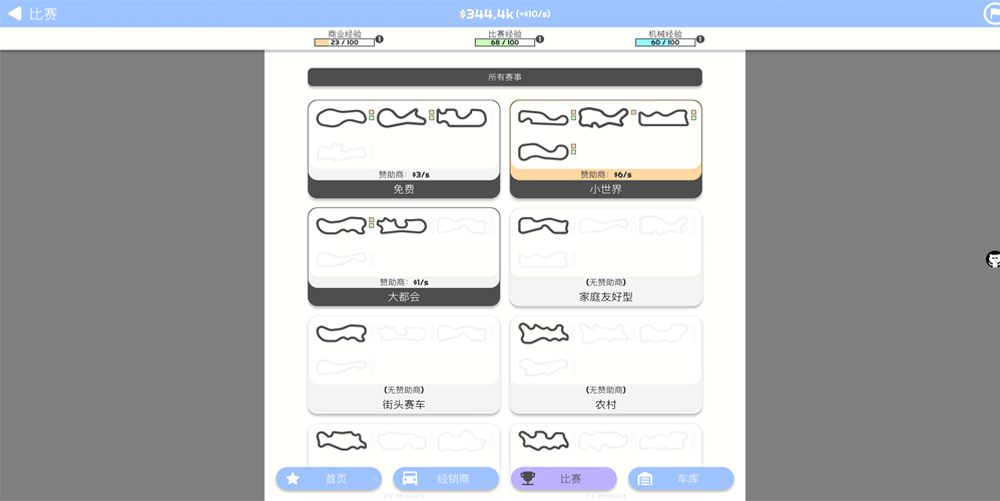 比赛
$344.4k (+$10/s)
商业经验
23 / 100
比赛经验
68 / 100
机械经验
60 / 100
所有赛事
赞助商： $3/s
免费
赞助商： $6/s
小世界
赞助商： $1/s
大都会
(无赞助商)
家庭友好型
(无赞助商)
街头赛车
(无赞助商)
农村
首页
经销商
比赛
车库